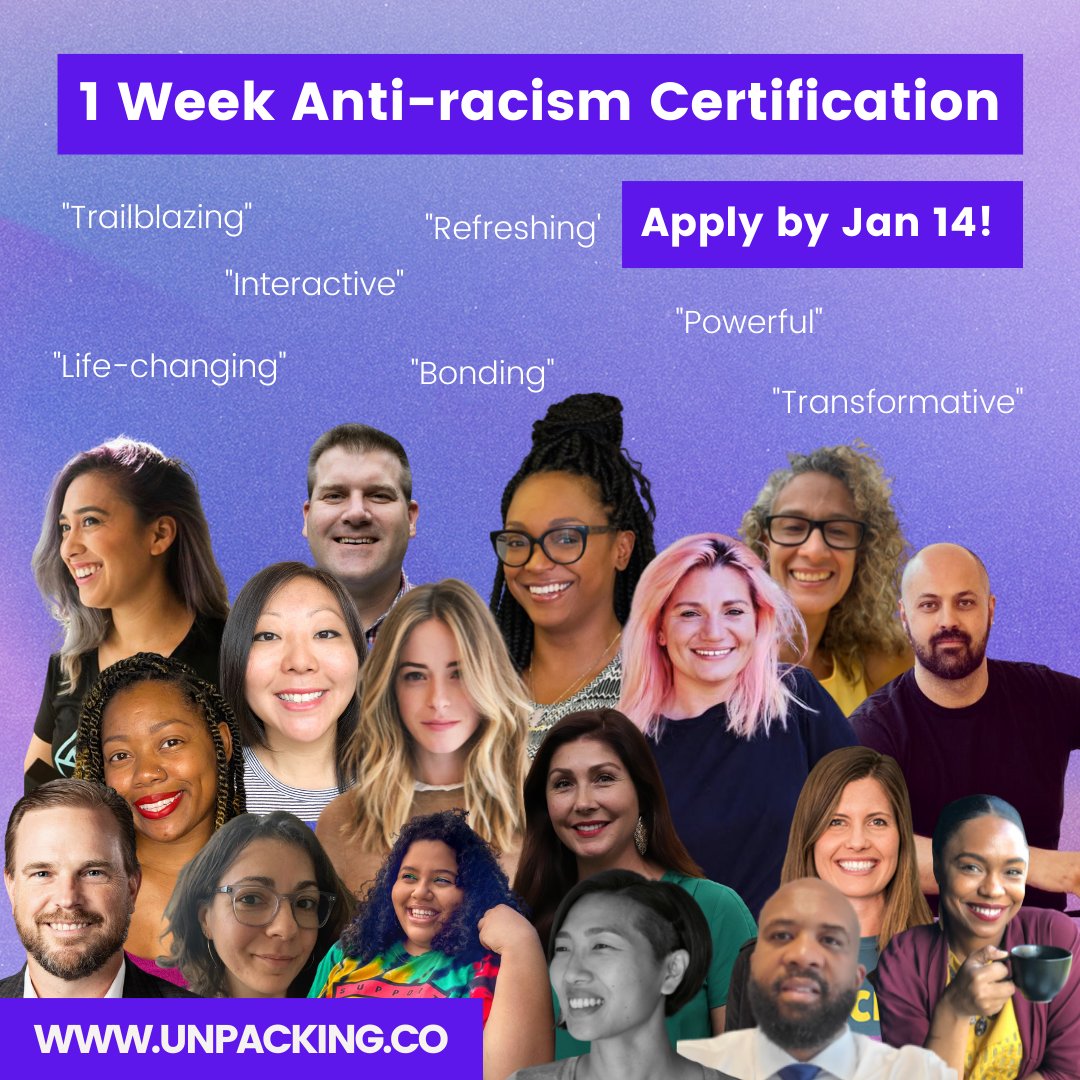 1 Week Anti-racism Certification
"Trailblazing"
"Refreshing'
Apply by Jan 14!
"Interactive"
"Powerful"
"Life-changing"
"Bonding"
"Transformative"
SUPPO
WWW.UNPACKING.CO